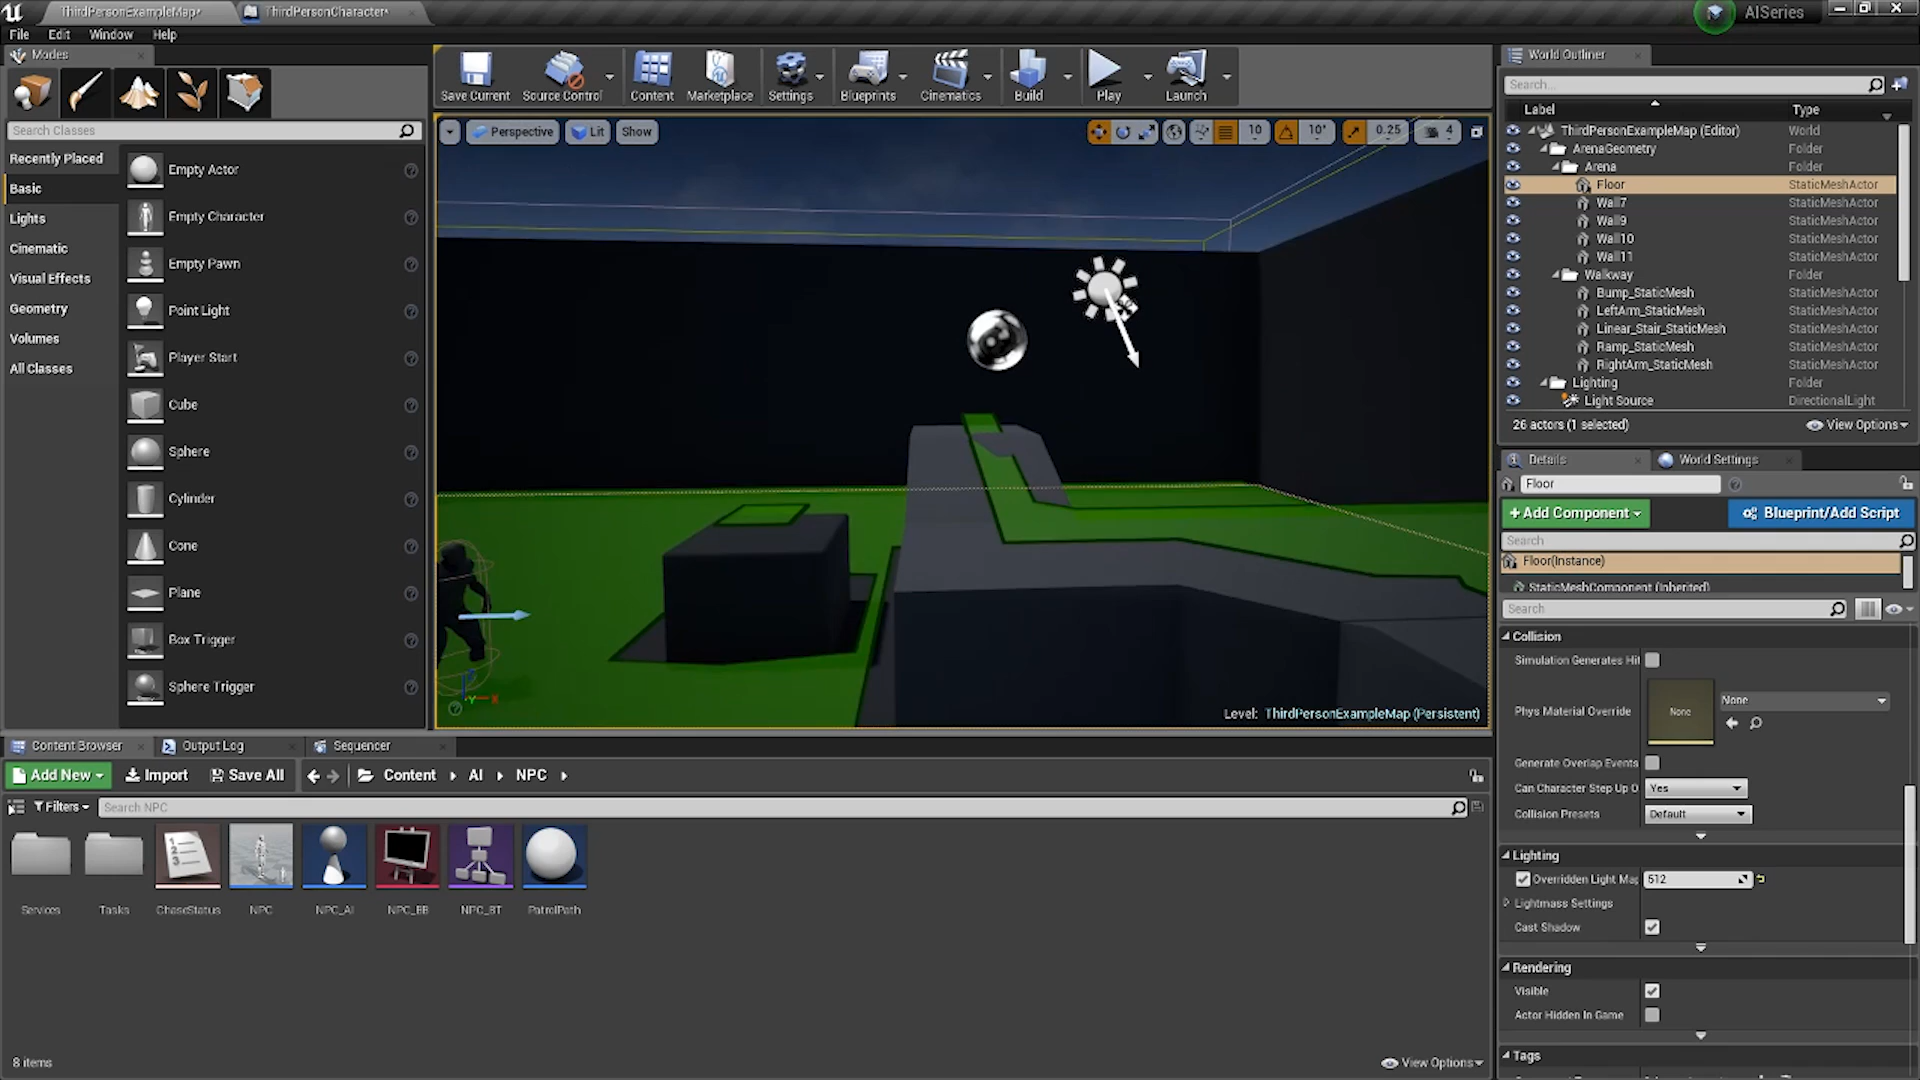 ThirdPersonExampleMap*
ThirdPersonCharacter*
AISeries
File Edit Window Help
Modes
Search Classes
Recently Placed
Basic
Lights
Cinematic
Visual Effects
Geometry
Volumes
All Classes
Empty Actor
Empty Character
Empty Pawn
Point Light
Player Start
Cube
Sphere
Cylinder
Cone
Plane
Box Trigger
Sphere Trigger
Save Current Source Control Content Marketplace Settings Blueprints Cinematics Build Play Launch
Perspective Lit Show 10 10° 0.25 4
Level: ThirdPersonExampleMap (Persistent)
World Outliner
Search...
Label Type
ThirdPersonExampleMap (Editor) World
ArenaGeometry Folder
Arena Folder
Floor StaticMeshActor
Wall7 StaticMeshActor
Wall9 StaticMeshActor
Wall10 StaticMeshActor
Wall11 StaticMeshActor
Walkway Folder
Bump_StaticMesh StaticMeshActor
LeftArm_StaticMesh StaticMeshActor
Linear_Stair_StaticMesh StaticMeshActor
Ramp_StaticMesh StaticMeshActor
RightArm_StaticMesh StaticMeshActor
Lighting Folder
Light Source DirectionalLight
26 actors (1 selected) View Options
Details World Settings
Floor
+Add Component Blueprint/Add Script
Search
Floor(Instance)
StaticMeshComponent (Inherited)
Search
Collision
Simulation Generates Hit
Phys Material Override None None
Generate Overlap Events
Can Character Step Up O Yes
Collision Presets Default
Lighting
Overridden Light Map 512
Lightmass Settings
Cast Shadow
Rendering
Visible
Actor Hidden In Game
Tags
Content Browser Output Log Sequencer
Add New Import Save All Content AI NPC
Filters Search NPC
Services Tasks ChaseStatus NPC NPC_AI NPC_BB NPC_BT PatrolPath
8 items View Options